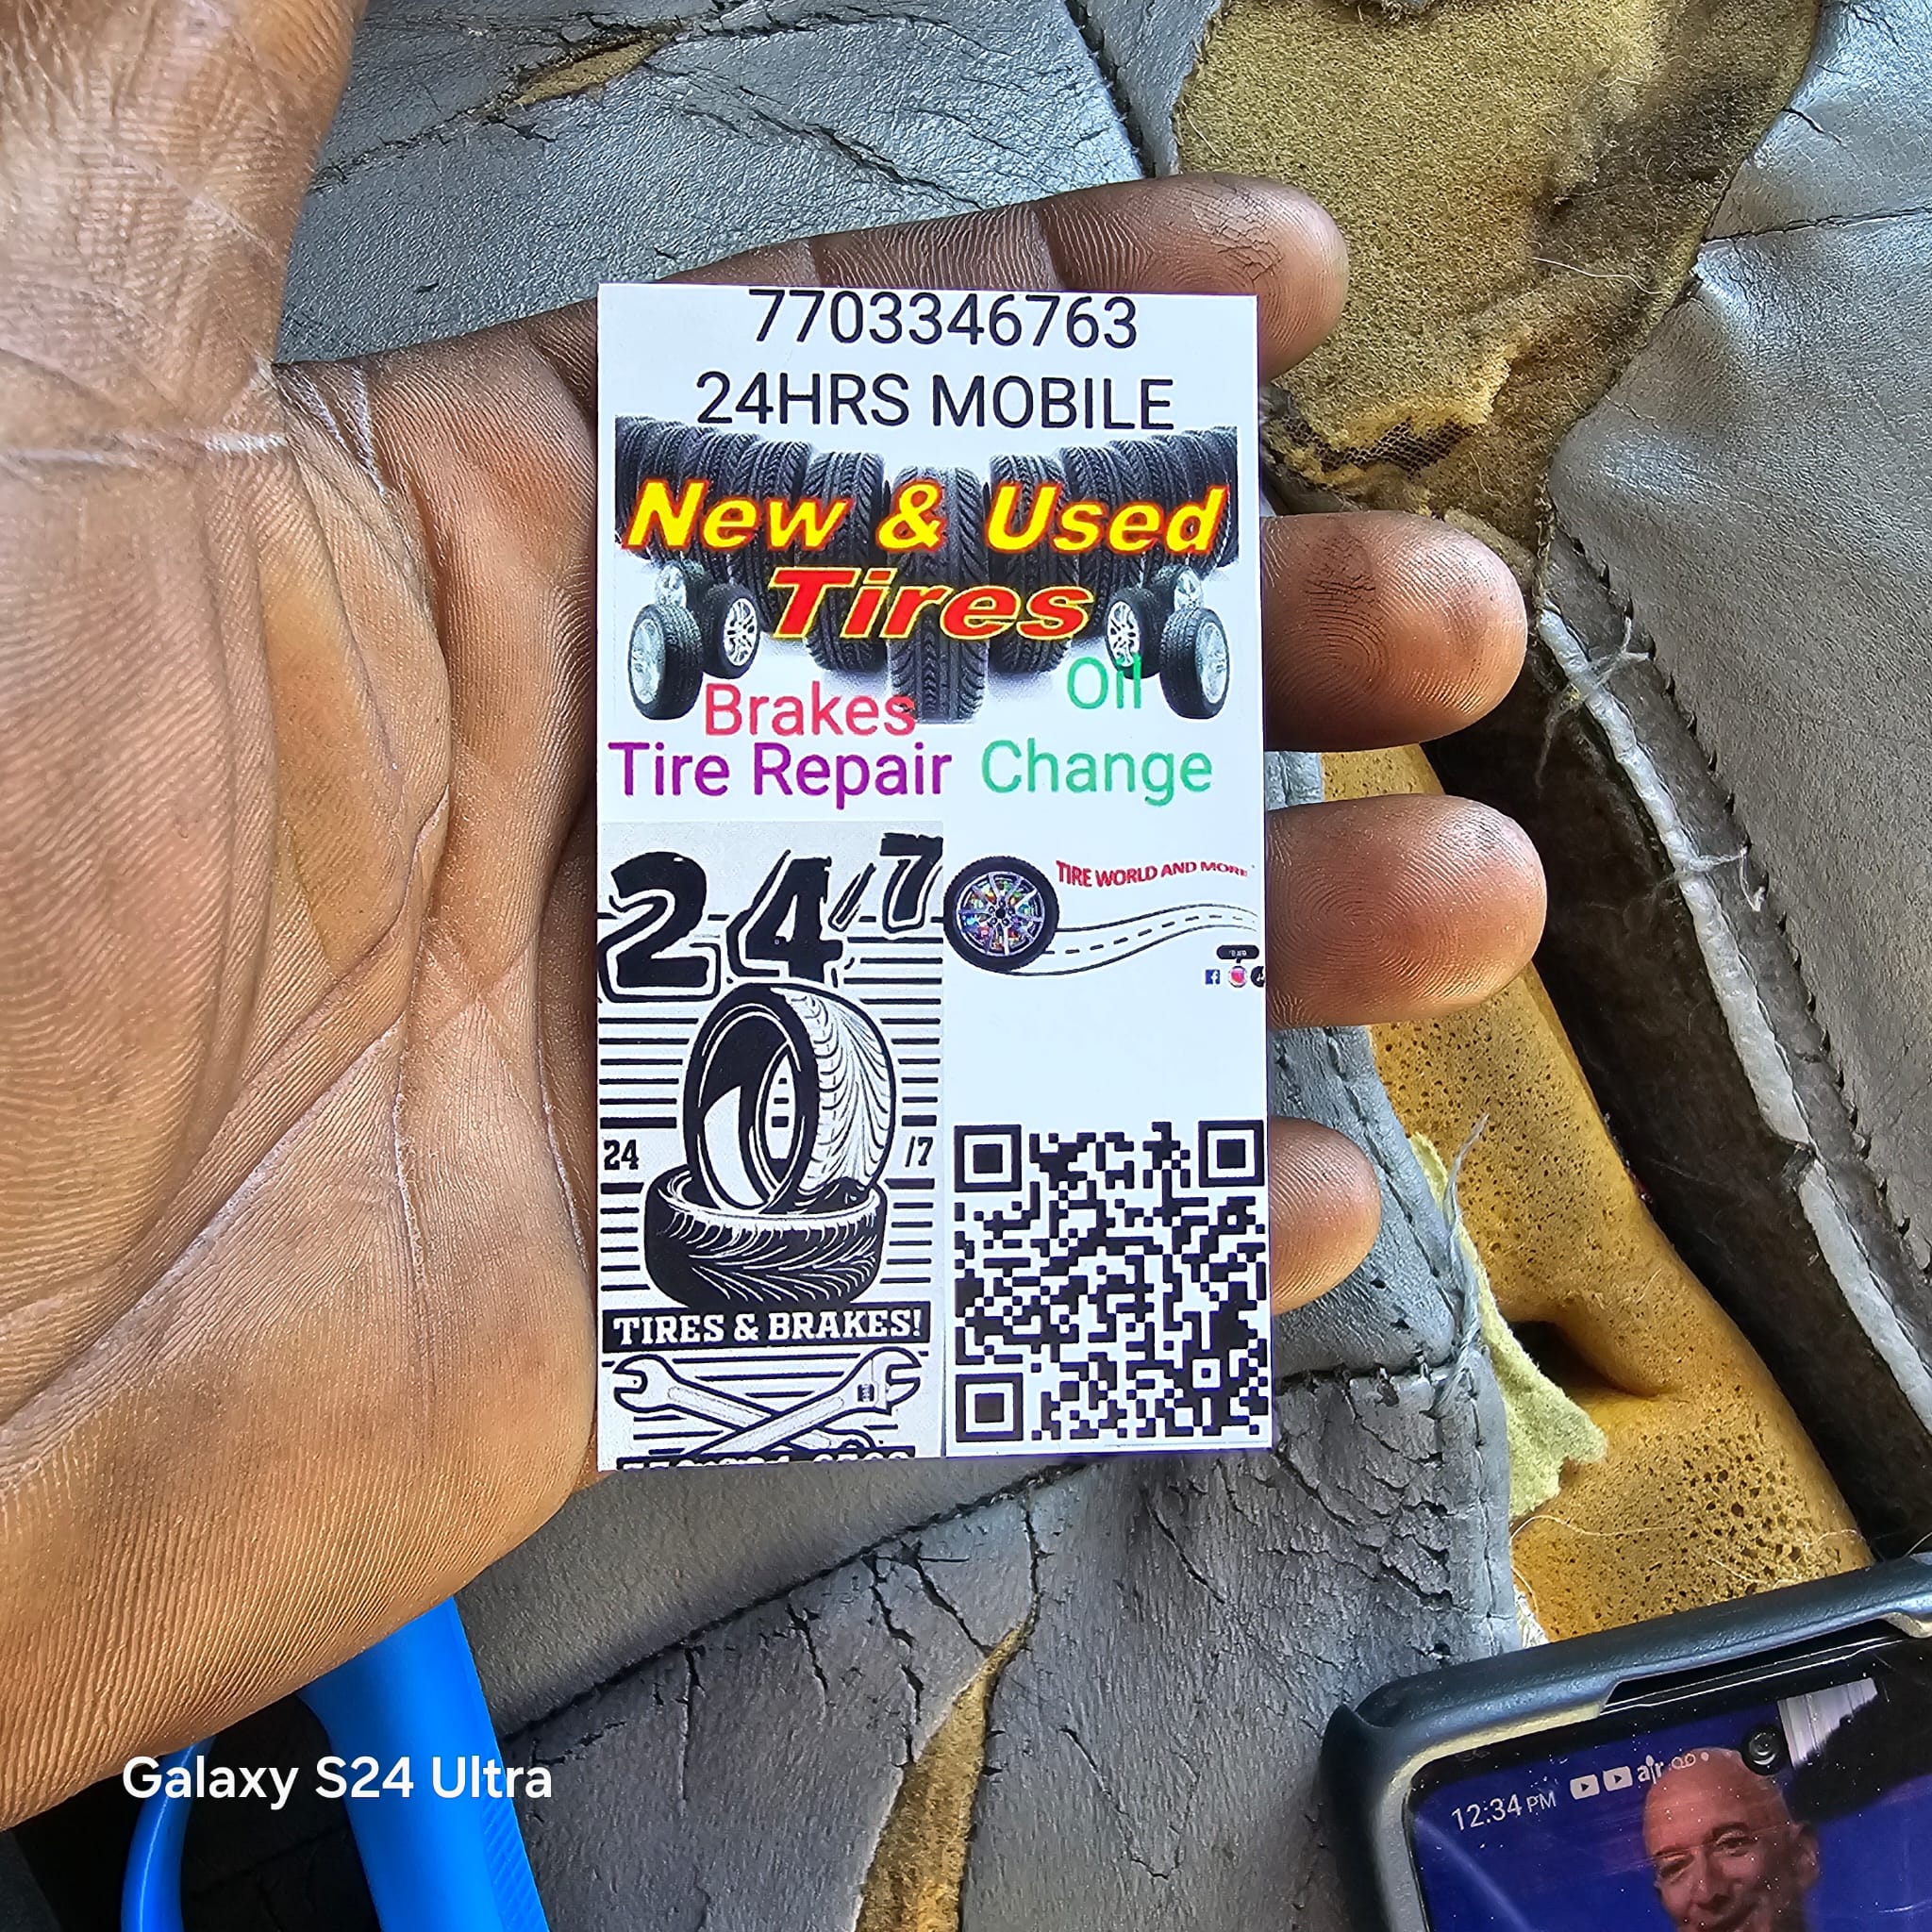 7703346763
24HRS MOBILE
New & Used
Tires
Oil
Brakes
Tire Repair
Change
24/7
TIRE WORLD AND MORE
24 /7
TIRES & BRAKES!
Galaxy S24 Ultra
12:34 PM